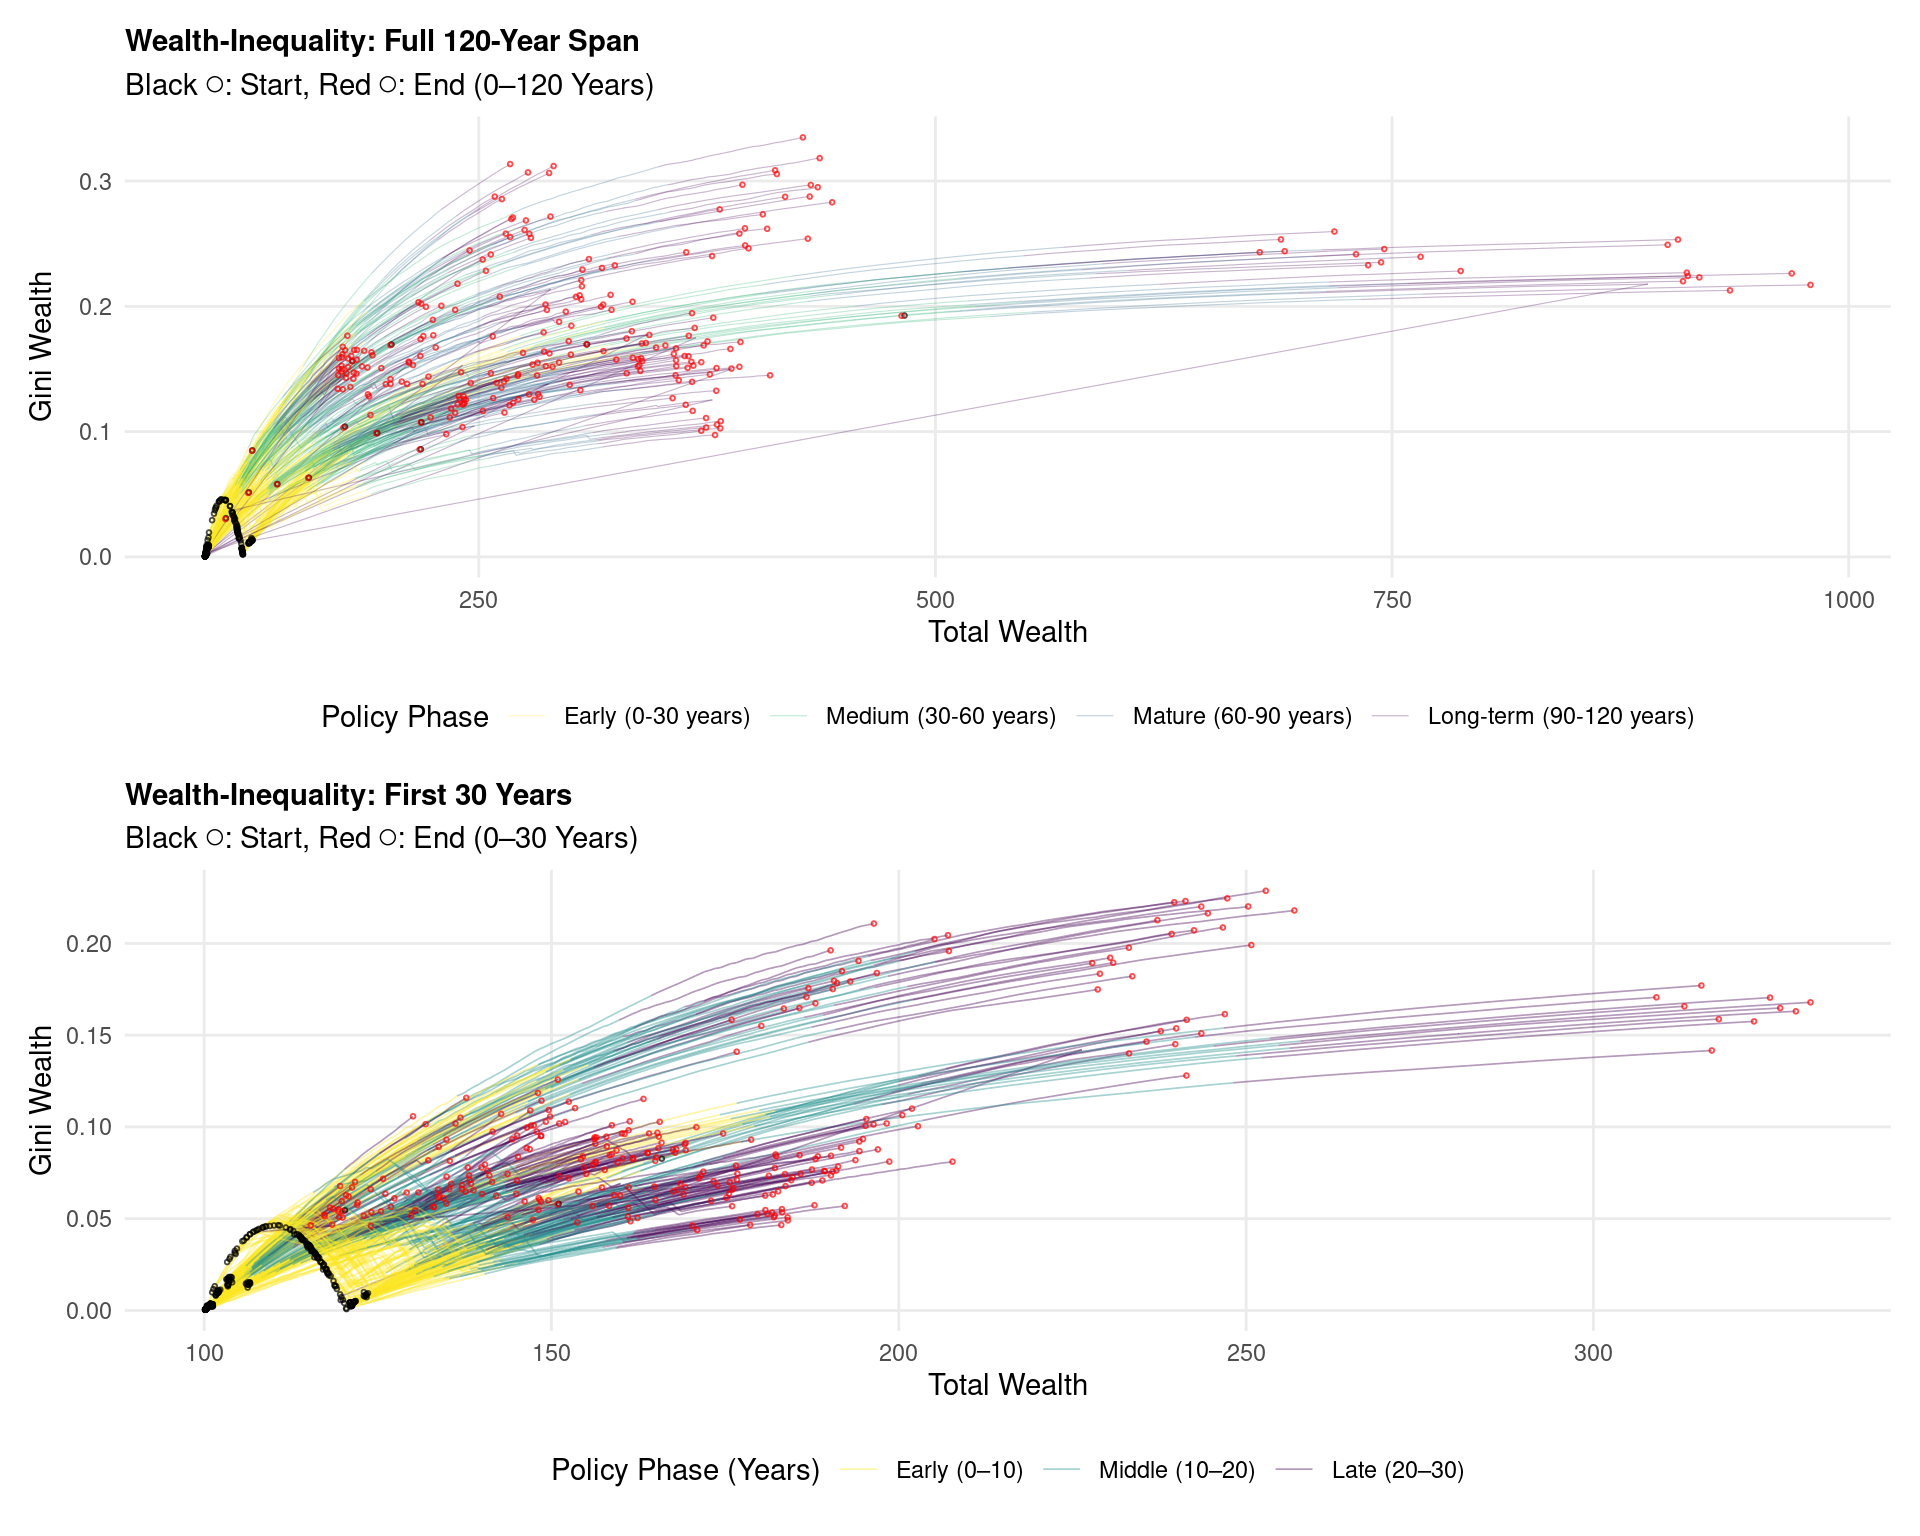 Wealth-Inequality: Full 120-Year Span
Black ○: Start, Red ○: End (0–120 Years)
Gini Wealth
0.3
0.2
0.1
0.0
250 500 750 1000
Total Wealth
Policy Phase Early (0-30 years) Medium (30-60 years) Mature (60-90 years) Long-term (90-120 years)
Wealth-Inequality: First 30 Years
Black ○: Start, Red ○: End (0–30 Years)
Gini Wealth
0.20
0.15
0.10
0.05
0.00
100 150 200 250 300
Total Wealth
Policy Phase (Years) Early (0–10) Middle (10–20) Late (20–30)